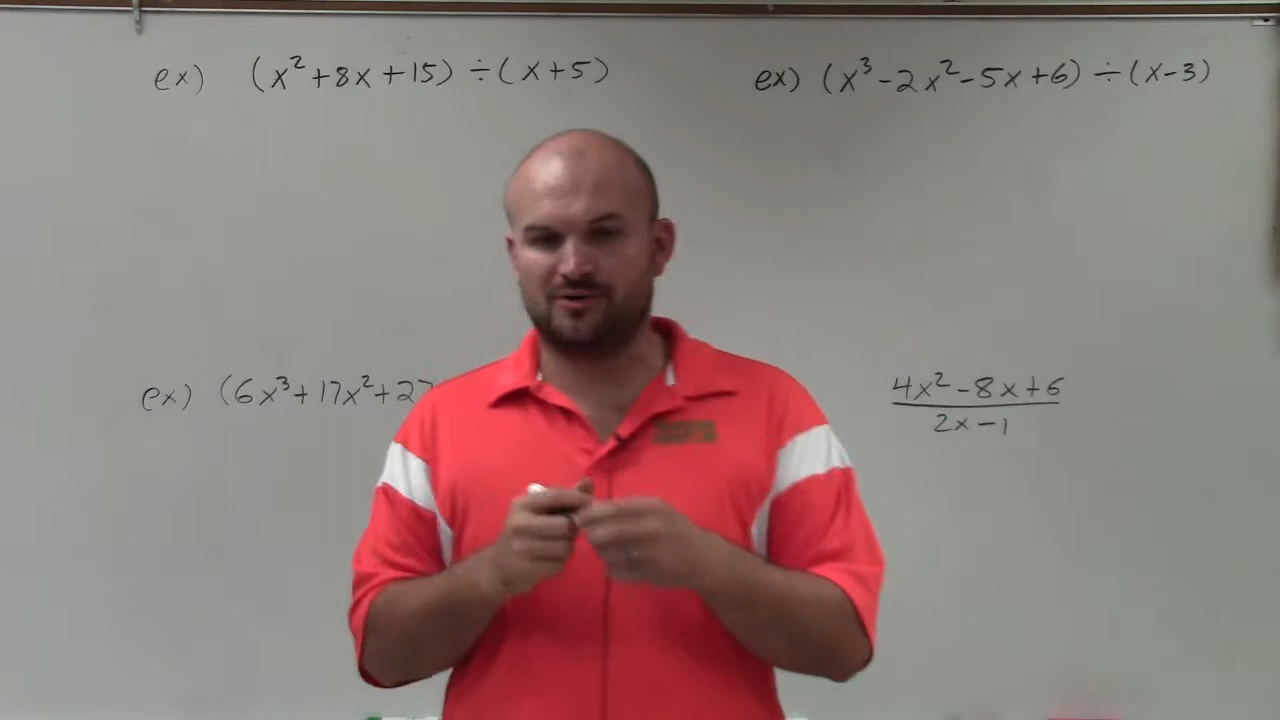 ex) (x² + 8x + 15) ÷ (x + 5)
ex) (x³ - 2x² - 5x + 6) ÷ (x - 3)
ex) (6x³ + 17x² + 27
4x² - 8x + 6
2x - 1